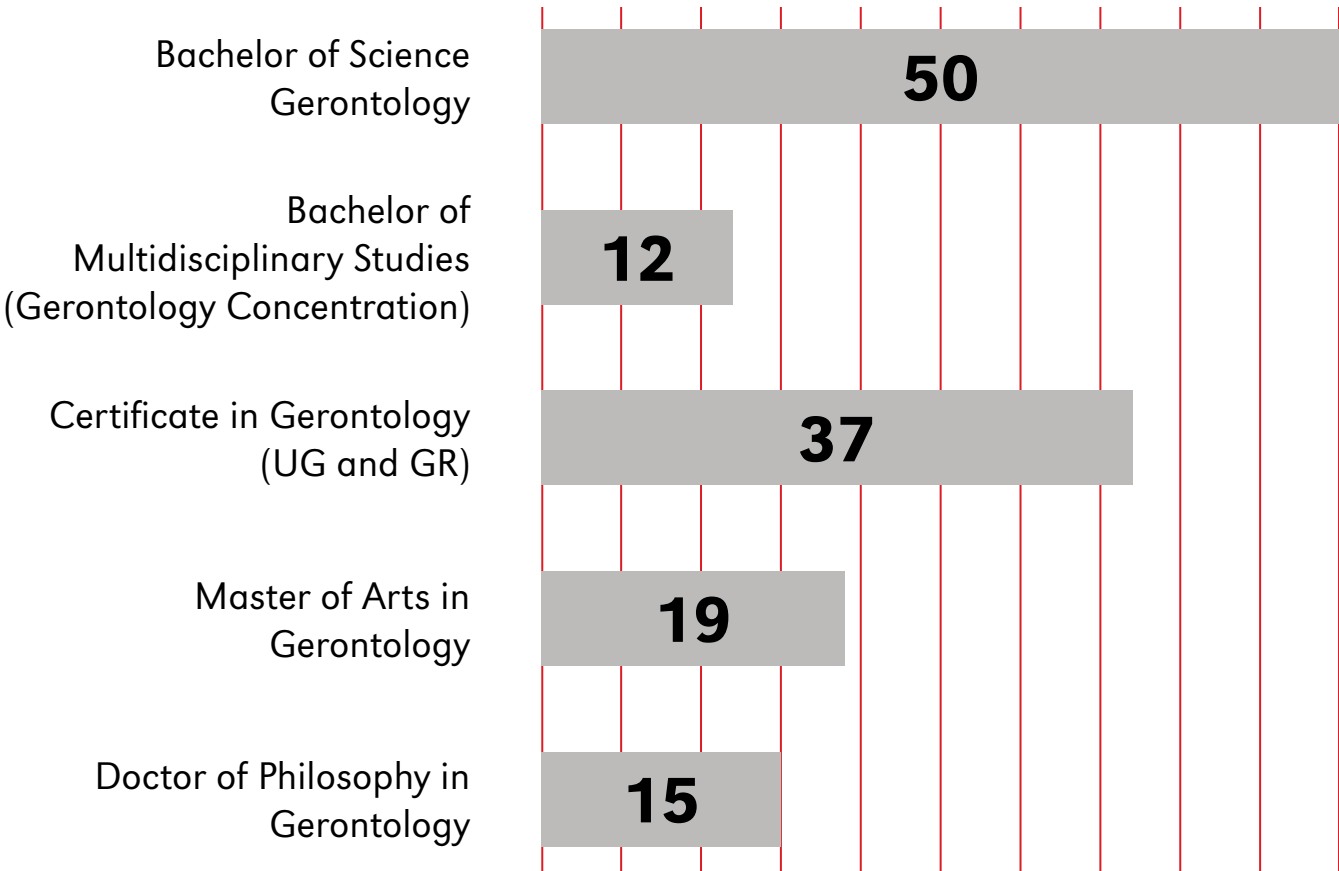 Bachelor of Science
Gerontology
50
Bachelor of
Multidisciplinary Studies
(Gerontology Concentration)
12
Certificate in Gerontology
(UG and GR)
37
Master of Arts in
Gerontology
19
Doctor of Philosophy in
Gerontology
15